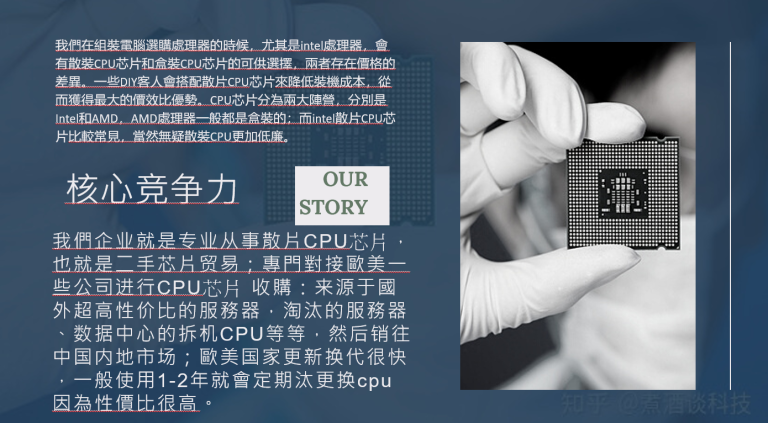 我們在組裝電腦選購處理器的時候，尤其是intel處理器，會
有散裝CPU芯片和盒裝CPU芯片的可供選擇，兩者存在價格的
差異。一些DIY客人會搭配散片CPU芯片來降低裝機成本，從
而獲得最大的價效比優勢。CPU芯片分為兩大陣營，分別是
Intel和AMD，AMD處理器一般都是盒裝的；而intel散片CPU芯
片比較常見，當然無疑散裝CPU更加低廉。
核心竞争力
OUR
STORY
我們企业就是专业从事散片CPU芯片，
也就是二手芯片贸易；專門對接歐美一
些公司进行CPU芯片 收購：来源于國
外超高性价比的服務器，淘汰的服務器
、数据中心的拆机CPU等等，然后销往
中国内地市场；歐美国家更新换代很快
，一般使用1-2年就會定期汰更换cpu
因為性價比很高。
知乎 @煮酒谈科技